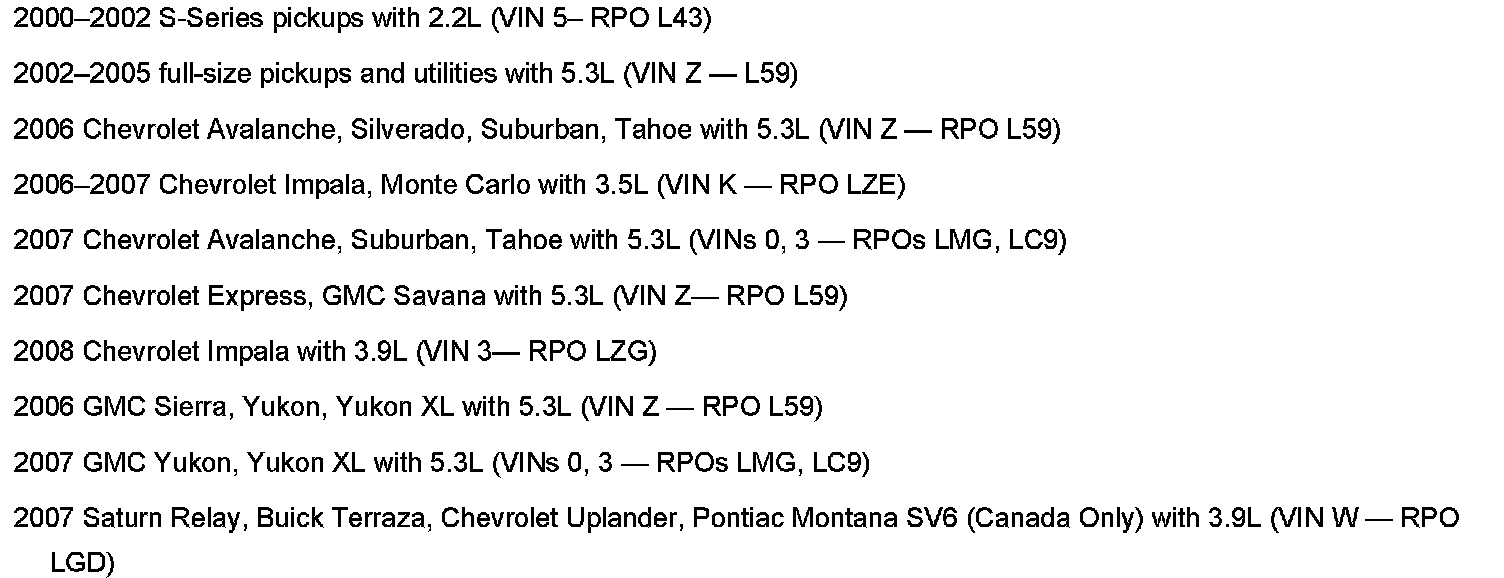 2000–2002 S-Series pickups with 2.2L (VIN 5– RPO L43)
2002–2005 full-size pickups and utilities with 5.3L (VIN Z — L59)
2006 Chevrolet Avalanche, Silverado, Suburban, Tahoe with 5.3L (VIN Z — RPO L59)
2006–2007 Chevrolet Impala, Monte Carlo with 3.5L (VIN K — RPO LZE)
2007 Chevrolet Avalanche, Suburban, Tahoe with 5.3L (VINs 0, 3 — RPOs LMG, LC9)
2007 Chevrolet Express, GMC Savana with 5.3L (VIN Z— RPO L59)
2008 Chevrolet Impala with 3.9L (VIN 3— RPO LZG)
2006 GMC Sierra, Yukon, Yukon XL with 5.3L (VIN Z — RPO L59)
2007 GMC Yukon, Yukon XL with 5.3L (VINs 0, 3 — RPOs LMG, LC9)
2007 Saturn Relay, Buick Terraza, Chevrolet Uplander, Pontiac Montana SV6 (Canada Only) with 3.9L (VIN W — RPO
LGD)